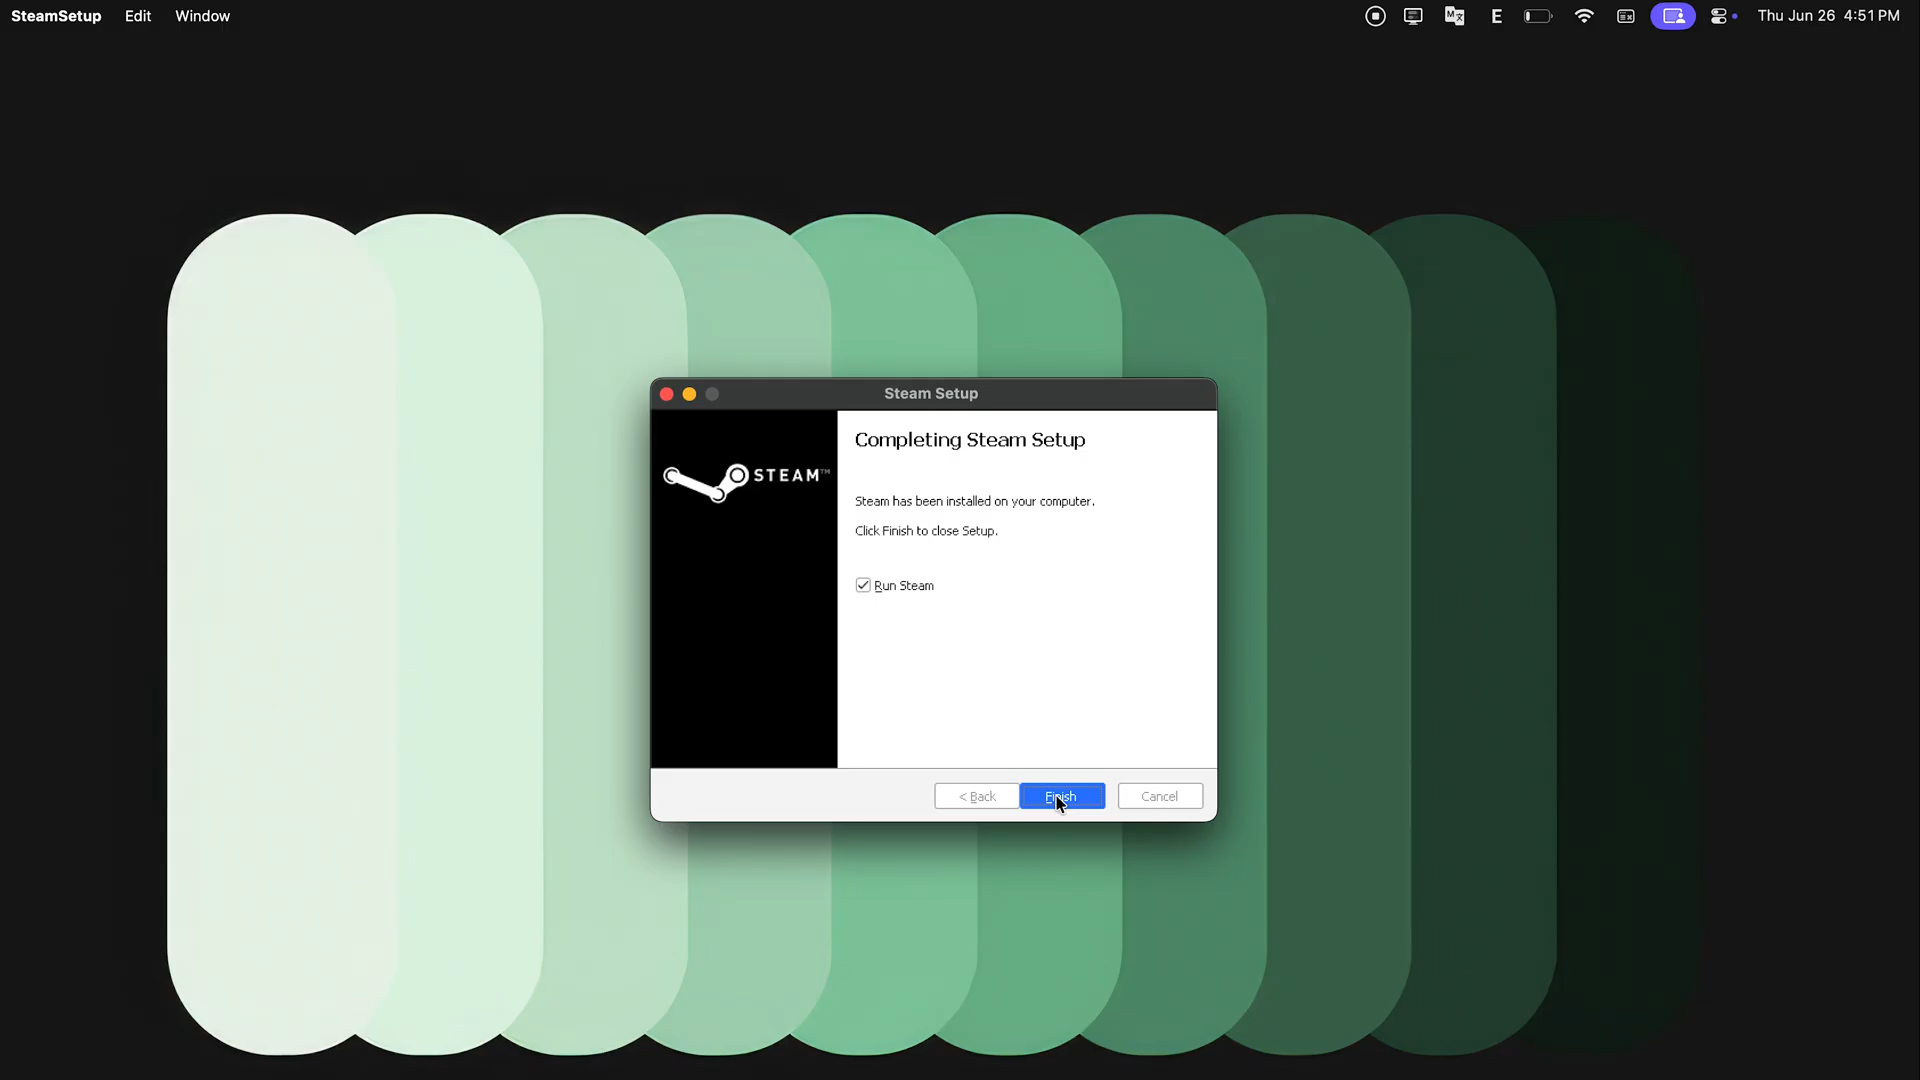 SteamSetup Edit Window E Thu Jun 26 4:51 PM
Steam Setup
STEAM™
Completing Steam Setup
Steam has been installed on your computer.
Click Finish to close Setup.
Run Steam
< Back Finish Cancel